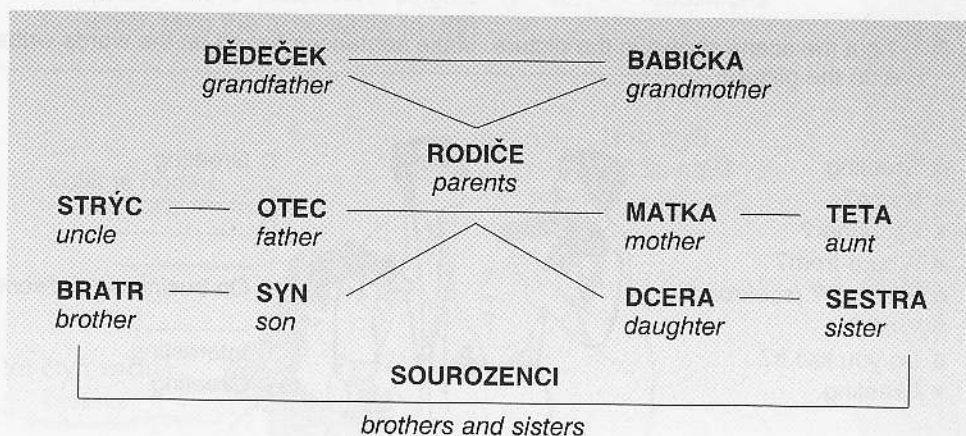 DĚDEČEK BABIČKA
grandfather grandmother
RODIČE
parents
STRÝC OTEC MATKA TETA
uncle father mother aunt
BRATR SYN DCERA SESTRA
brother son daughter sister
SOUROZENCI
brothers and sisters